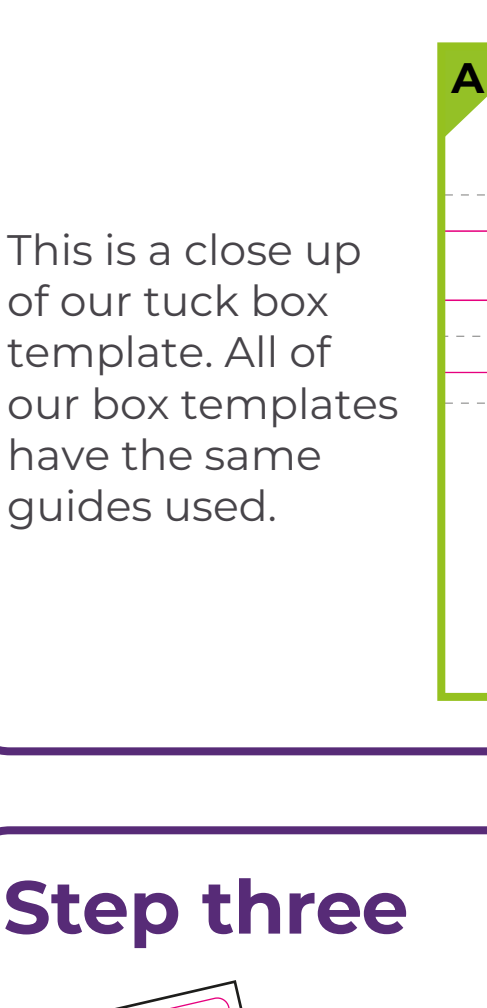 A
This is a close up
of our tuck box
template. All of
our box templates
have the same
guides used.
Step three